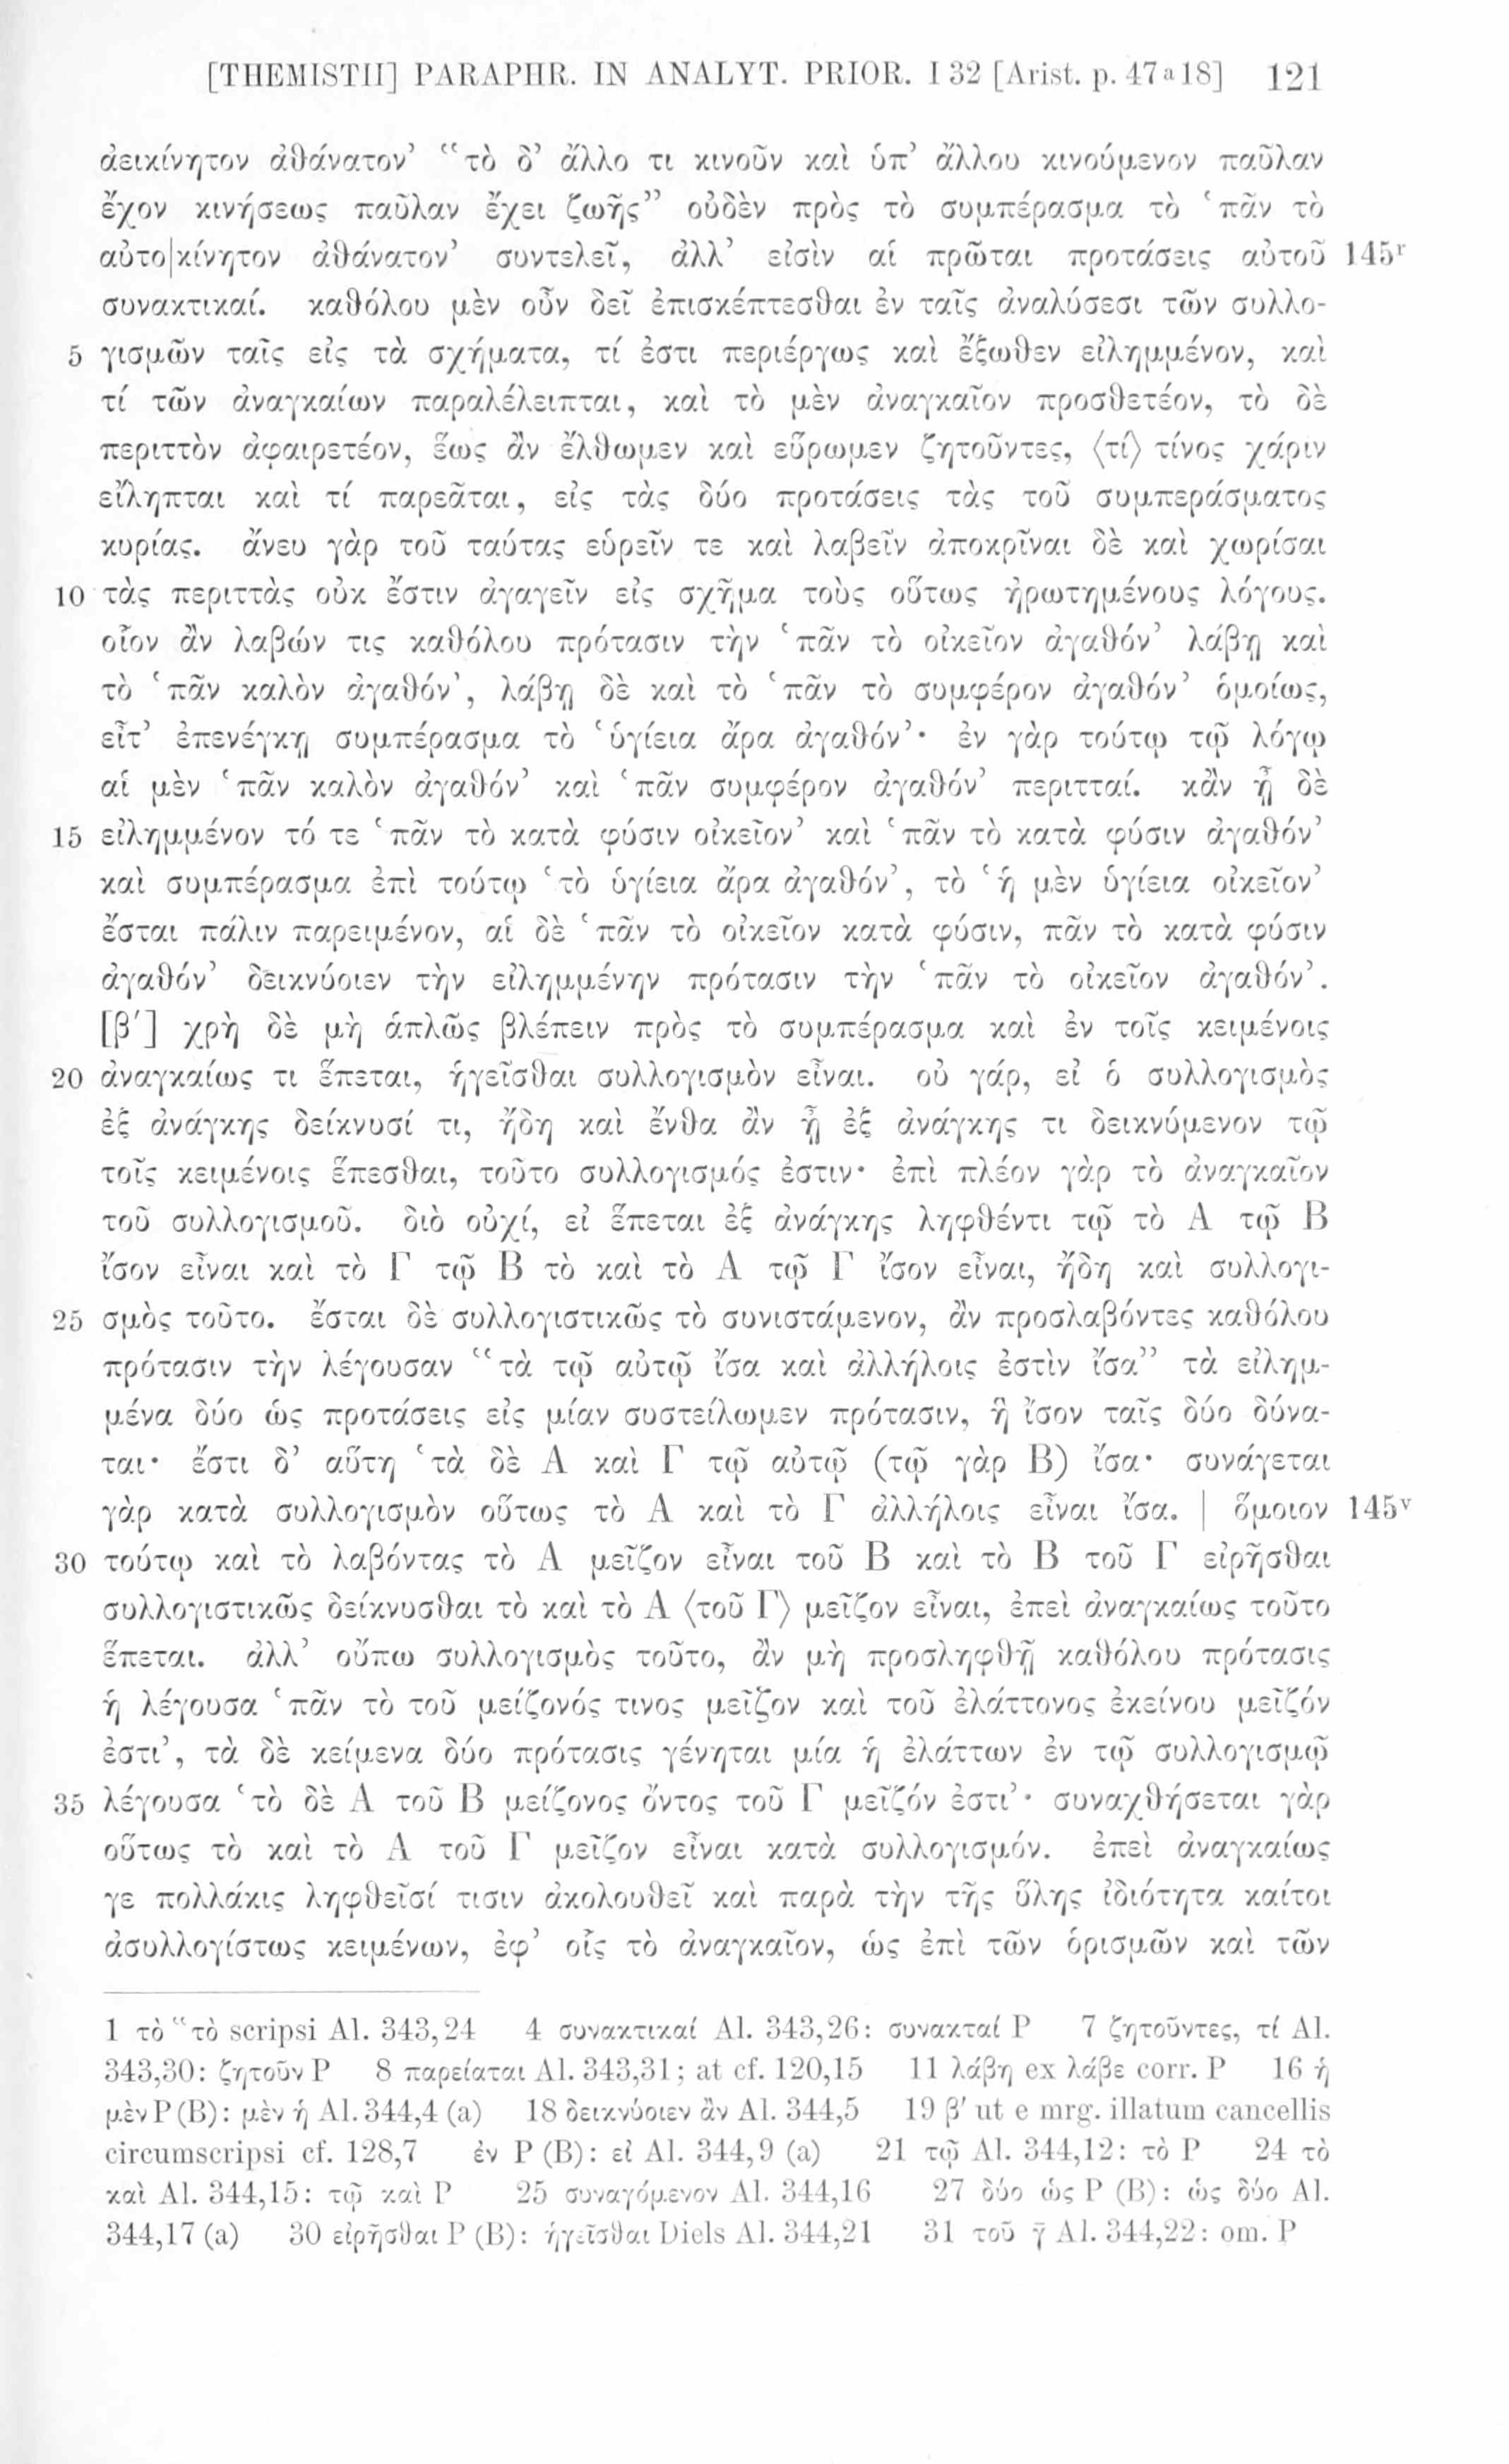 [THEMISTII] PARAPHR. IN ANALYT. PRIOR. I 32 [Arist. p. 47ᵃ18] 121
ἀεικίνητον ἀθάνατον’ “τὸ δ’ ἄλλο τι κινοῦν καὶ ὑπ’ ἄλλου κινούμενον παῦλαν
ἔχον κινήσεως παῦλαν ἔχει ζωῆς” οὐδὲν πρὸς τὸ συμπέρασμα τὸ ‘πᾶν τὸ
αὐτο|κίνητον ἀθάνατον’ συντελεῖ, ἀλλ’ εἰσὶν αἱ πρῶται προτάσεις αὐτοῦ 145ʳ
συνακτικαί. καθόλου μὲν οὖν δεῖ ἐπισκέπτεσθαι ἐν ταῖς ἀναλύσεσι τῶν συλλο-
5 γισμῶν ταῖς εἰς τὰ σχήματα, τί ἐστι περιέργως καὶ ἔξωθεν εἰλημμένον, καὶ
τί τῶν ἀναγκαίων παραλέλειπται, καὶ τὸ μὲν ἀναγκαῖον προσθετέον, τὸ δὲ
περιττὸν ἀφαιρετέον, ἕως ἂν ἔλθωμεν καὶ εὕρωμεν ζητοῦντες, ⟨τί⟩ τίνος χάριν
εἴληπται καὶ τί παρεᾶται, εἰς τὰς δύο προτάσεις τὰς τοῦ συμπεράσματος
κυρίας. ἄνευ γὰρ τοῦ ταύτας εὑρεῖν τε καὶ λαβεῖν ἀποκρῖναι δὲ καὶ χωρίσαι
10 τὰς περιττὰς οὐκ ἔστιν ἀγαγεῖν εἰς σχῆμα τοὺς οὕτως ἠρωτημένους λόγους.
οἷον ἂν λαβών τις καθόλου πρότασιν τὴν ‘πᾶν τὸ οἰκεῖον ἀγαθόν’ λάβῃ καὶ
τὸ ‘πᾶν καλὸν ἀγαθόν’, λάβῃ δὲ καὶ τὸ ‘πᾶν τὸ συμφέρον ἀγαθόν’ ὁμοίως,
εἶτ’ ἐπενέγκῃ συμπέρασμα τὸ ‘ὑγίεια ἄρα ἀγαθόν’· ἐν γὰρ τούτῳ τῷ λόγῳ
αἱ μὲν ‘πᾶν καλὸν ἀγαθόν’ καὶ ‘πᾶν συμφέρον ἀγαθόν’ περιτταί. κἂν ᾖ δὲ
15 εἰλημμένον τό τε ‘πᾶν τὸ κατὰ φύσιν οἰκεῖον’ καὶ ‘πᾶν τὸ κατὰ φύσιν ἀγαθόν’
καὶ συμπέρασμα ἐπὶ τούτῳ ‘τὸ ὑγίεια ἄρα ἀγαθόν’, τὸ ‘ἡ μὲν ὑγίεια οἰκεῖον’
ἔσται πάλιν παρειμένον, αἱ δὲ ‘πᾶν τὸ οἰκεῖον κατὰ φύσιν, πᾶν τὸ κατὰ φύσιν
ἀγαθόν’ δεικνύοιεν τὴν εἰλημμένην πρότασιν τὴν ‘πᾶν τὸ οἰκεῖον ἀγαθόν’.
[β′] χρὴ δὲ μὴ ἁπλῶς βλέπειν πρὸς τὸ συμπέρασμα καὶ ἐν τοῖς κειμένοις
20 ἀναγκαίως τι ἕπεται, ἡγεῖσθαι συλλογισμὸν εἶναι. οὐ γάρ, εἰ ὁ συλλογισμὸς
ἐξ ἀνάγκης δείκνυσί τι, ἤδη καὶ ἔνθα ἂν ᾖ ἐξ ἀνάγκης τι δεικνύμενον τῷ
τοῖς κειμένοις ἕπεσθαι, τοῦτο συλλογισμός ἐστιν· ἐπὶ πλέον γὰρ τὸ ἀναγκαῖον
τοῦ συλλογισμοῦ. διὸ οὐχί, εἰ ἕπεται ἐξ ἀνάγκης ληφθέντι τῷ τὸ Α τῷ Β
ἴσον εἶναι καὶ τὸ Γ τῷ Β τὸ καὶ τὸ Α τῷ Γ ἴσον εἶναι, ἤδη καὶ συλλογι-
25 σμὸς τοῦτο. ἔσται δὲ συλλογιστικῶς τὸ συνιστάμενον, ἂν προσλαβόντες καθόλου
πρότασιν τὴν λέγουσαν “τὰ τῷ αὐτῷ ἴσα καὶ ἀλλήλοις ἐστὶν ἴσα” τὰ εἰλημ-
μένα δύο ὡς προτάσεις εἰς μίαν συστείλωμεν πρότασιν, ἣ ἴσον ταῖς δύο δύνα-
ται· ἔστι δ’ αὕτη ‘τὰ δὲ Α καὶ Γ τῷ αὐτῷ (τῷ γὰρ Β) ἴσα· συνάγεται
γὰρ κατὰ συλλογισμὸν οὕτως τὸ Α καὶ τὸ Γ ἀλλήλοις εἶναι ἴσα. | ὅμοιον 145ᵛ
30 τούτῳ καὶ τὸ λαβόντας τὸ Α μεῖζον εἶναι τοῦ Β καὶ τὸ Β τοῦ Γ εἰρῆσθαι
συλλογιστικῶς δείκνυσθαι τὸ καὶ τὸ Α ⟨τοῦ Γ⟩ μεῖζον εἶναι, ἐπεὶ ἀναγκαίως τοῦτο
ἕπεται. ἀλλ’ οὔπω συλλογισμὸς τοῦτο, ἂν μὴ προσληφθῇ καθόλου πρότασις
ἡ λέγουσα ‘πᾶν τὸ τοῦ μείζονός τινος μεῖζον καὶ τοῦ ἐλάττονος ἐκείνου μεῖζόν
ἐστι’, τὰ δὲ κείμενα δύο πρότασις γένηται μία ἡ ἐλάττων ἐν τῷ συλλογισμῷ
35 λέγουσα ‘τὸ δὲ Α τοῦ Β μείζονος ὄντος τοῦ Γ μεῖζόν ἐστι’· συναχθήσεται γὰρ
οὕτως τὸ καὶ τὸ Α τοῦ Γ μεῖζον εἶναι κατὰ συλλογισμόν. ἐπεὶ ἀναγκαίως
γε πολλάκις ληφθεῖσί τισιν ἀκολουθεῖ καὶ παρὰ τὴν τῆς ὕλης ἰδιότητα καίτοι
ἀσυλλογίστως κειμένων, ἐφ’ οἷς τὸ ἀναγκαῖον, ὡς ἐπὶ τῶν ὁρισμῶν καὶ τῶν
1 τὸ “τὸ scripsi Al. 343,24 4 συνακτικαί Al. 343,26: συνακταί P 7 ζητοῦντες, τί Al.
343,30: ζητοῦν P 8 παρείαται Al. 343,31; at cf. 120,15 11 λάβη ex λάβε corr. P 16 ἡ
μὲν P (B): μὲν ἡ Al. 344,4 (a) 18 δεικνύοιεν ἂν Al. 344,5 19 β′ ut e mrg. illatum cancellis
circumscripsi cf. 128,7 ἐν P (B): εἰ Al. 344,9 (a) 21 τῷ Al. 344,12: τὸ P 24 τὸ
καὶ Al. 344,15: τῷ καὶ P 25 συναγόμενον Al. 344,16 27 δύο ὡς P (B): ὡς δύο Al.
344,17 (a) 30 εἰρῆσθαι P (B): ἡγεῖσθαι Diels Al. 344,21 31 τοῦ γ̄ Al. 344,22: om. P